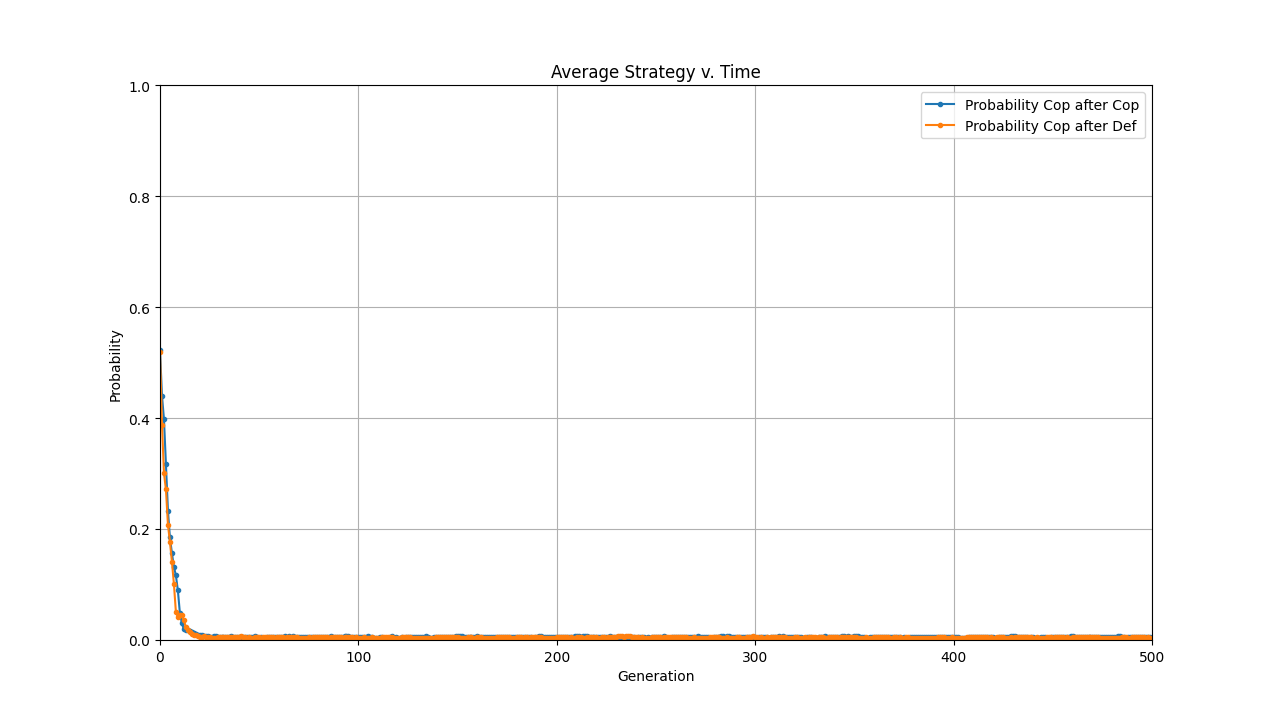 Average Strategy v. Time
Probability Cop after Cop
Probability Cop after Def
Probability
1.0
0.8
0.6
0.4
0.2
0.0
0 100 200 300 400 500
Generation